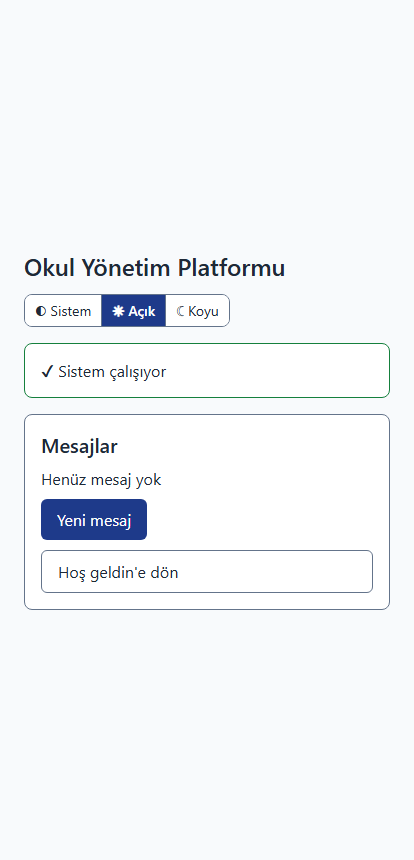 Okul Yönetim Platformu
◐ Sistem ☀ Açık ☾ Koyu
✓ Sistem çalışıyor
Mesajlar
Henüz mesaj yok
Yeni mesaj
Hoş geldin'e dön